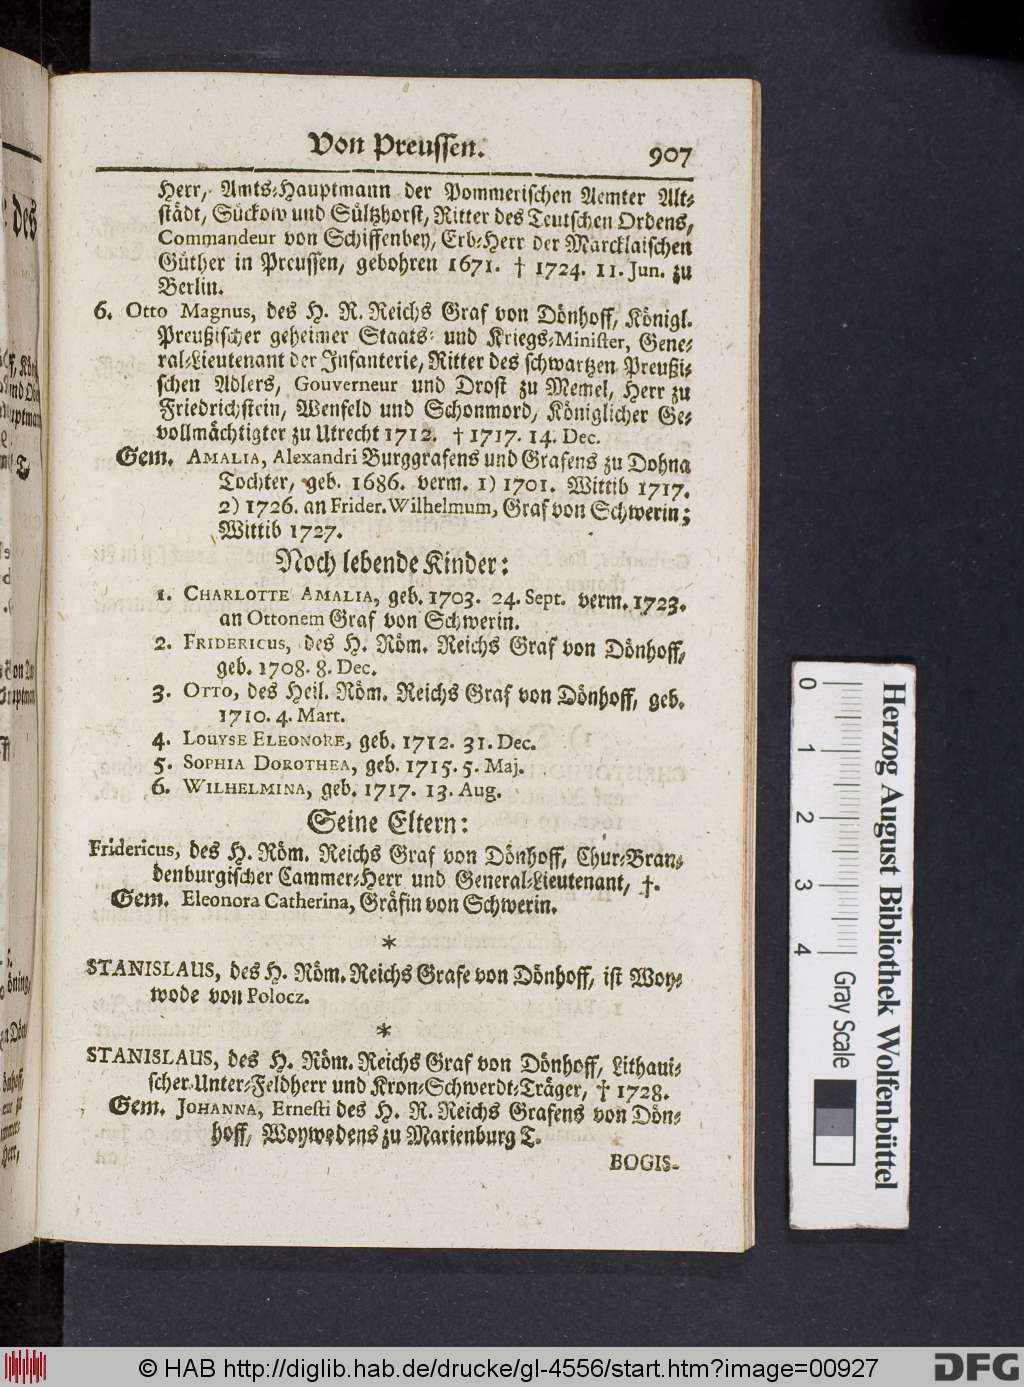 Von Preussen. 907
Herr, Amts-Hauptmann der Pommerischen Aemter Alt-
städt, Sückow und Sültzhorst, Ritter des Teutschen Ordens,
Commandeur von Schiffenbey, Erb-Herr der Marcklaischen
Güther in Preussen, gebohren 1671. † 1724. 11. Jun. zu
Berlin.
6. Otto Magnus, des H. R. Reichs Graf von Dönhoff, Königl.
Preußischer geheimer Staats- und Kriegs-Minister, Gene-
ral-Lieutenant der Infanterie, Ritter des schwartzen Preußi-
schen Adlers, Gouverneur und Drost zu Memel, Herr zu
Friedrichstein, Wenfeld und Schonmord, Königlicher Ge-
vollmächtigter zu Utrecht 1712. † 1717. 14. Dec.
Gem. AMALIA, Alexandri Burggrafens und Grafens zu Dohna
Tochter, geb. 1686. verm. 1) 1701. Wittib 1717.
2) 1726. an Frider. Wilhelmum, Graf von Schwerin;
Wittib 1727.
Noch lebende Kinder:
1. CHARLOTTE AMALIA, geb. 1703. 24. Sept. verm. 1723.
an Ottonem Graf von Schwerin.
2. FRIDERICUS, des H. Röm. Reichs Graf von Dönhoff,
geb. 1708. 8. Dec.
3. OTTO, des Heil. Röm. Reichs Graf von Dönhoff, geb.
1710. 4. Mart.
4. LOUYSE ELEONORE, geb. 1712. 31. Dec.
5. SOPHIA DOROTHEA, geb. 1715. 5. Maj.
6. WILHELMINA, geb. 1717. 13. Aug.
Seine Eltern:
Fridericus, des H. Röm. Reichs Graf von Dönhoff, Chur-Bran-
denburgischer Cammer-Herr und General-Lieutenant, †.
Gem. Eleonora Catherina, Gräfin von Schwerin.
*
STANISLAUS, des H. Röm. Reichs Grafe von Dönhoff, ist Woy-
wode von Polocz.
*
STANISLAUS, des H. Röm. Reichs Graf von Dönhoff, Lithaui-
scher Unter-Feldherr und Kron-Schwerdt-Träger, † 1728.
Gem. JOHANNA, Ernesti des H. R. Reichs Grafens von Dön-
hoff, Woywodens zu Marienburg T.
BOGIS-
0 1 2 3 4
Gray Scale
Herzog August Bibliothek Wolfenbüttel
© HAB http://diglib.hab.de/drucke/gl-4556/start.htm?image=00927
DFG